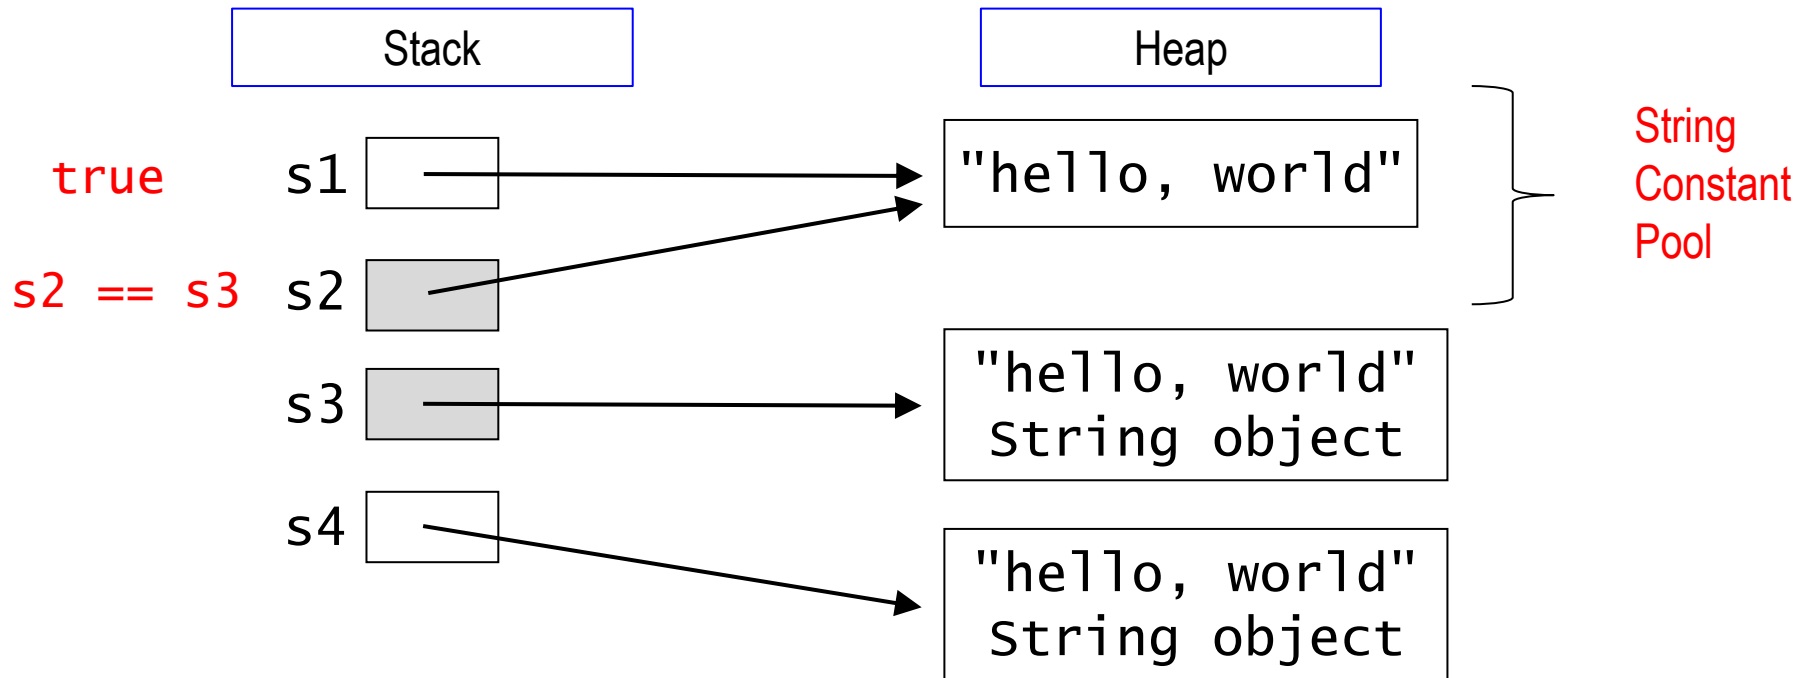 Stack
Heap
true
s1
"hello, world"
String
Constant
Pool
s2 == s3
s2
s3
"hello, world"
String object
s4
"hello, world"
String object